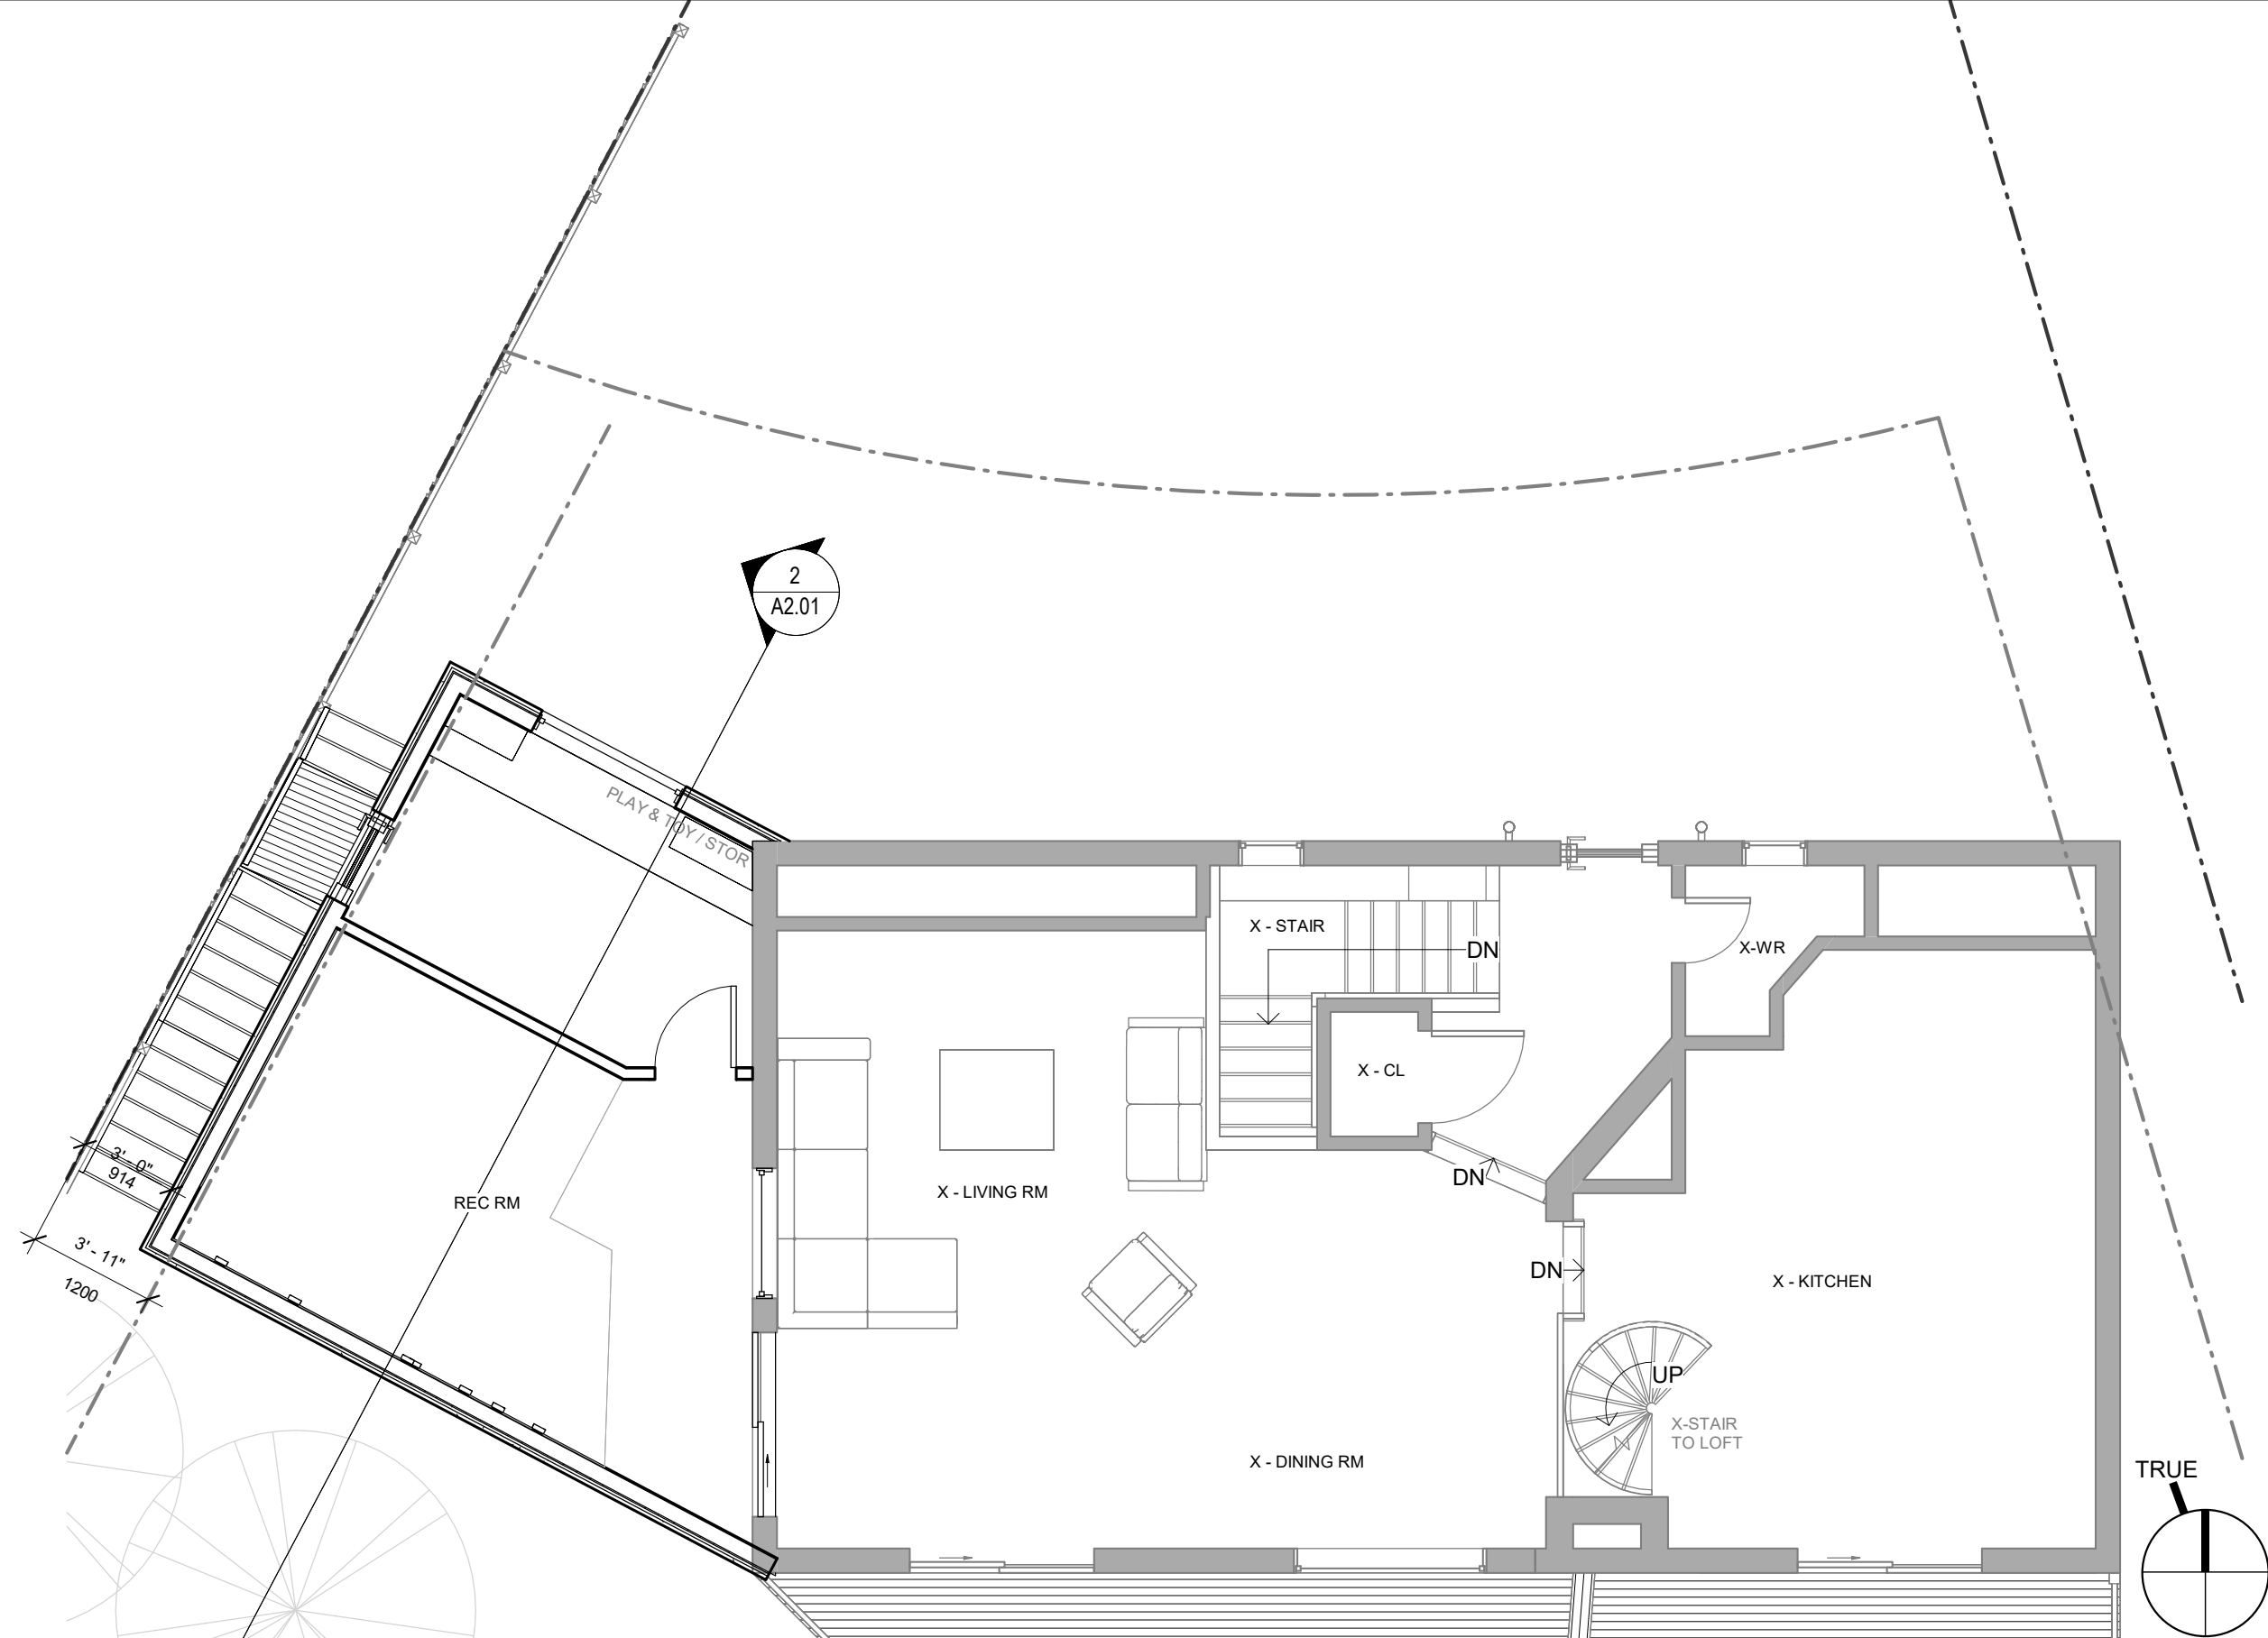 2
A2.01
PLAY & TOY / STOR
X - STAIR
DN
X-WR
X - CL
3' - 0"
914
DN
X - LIVING RM
REC RM
3' - 11"
1200
DN
X - KITCHEN
UP
X-STAIR
TO LOFT
X - DINING RM
TRUE